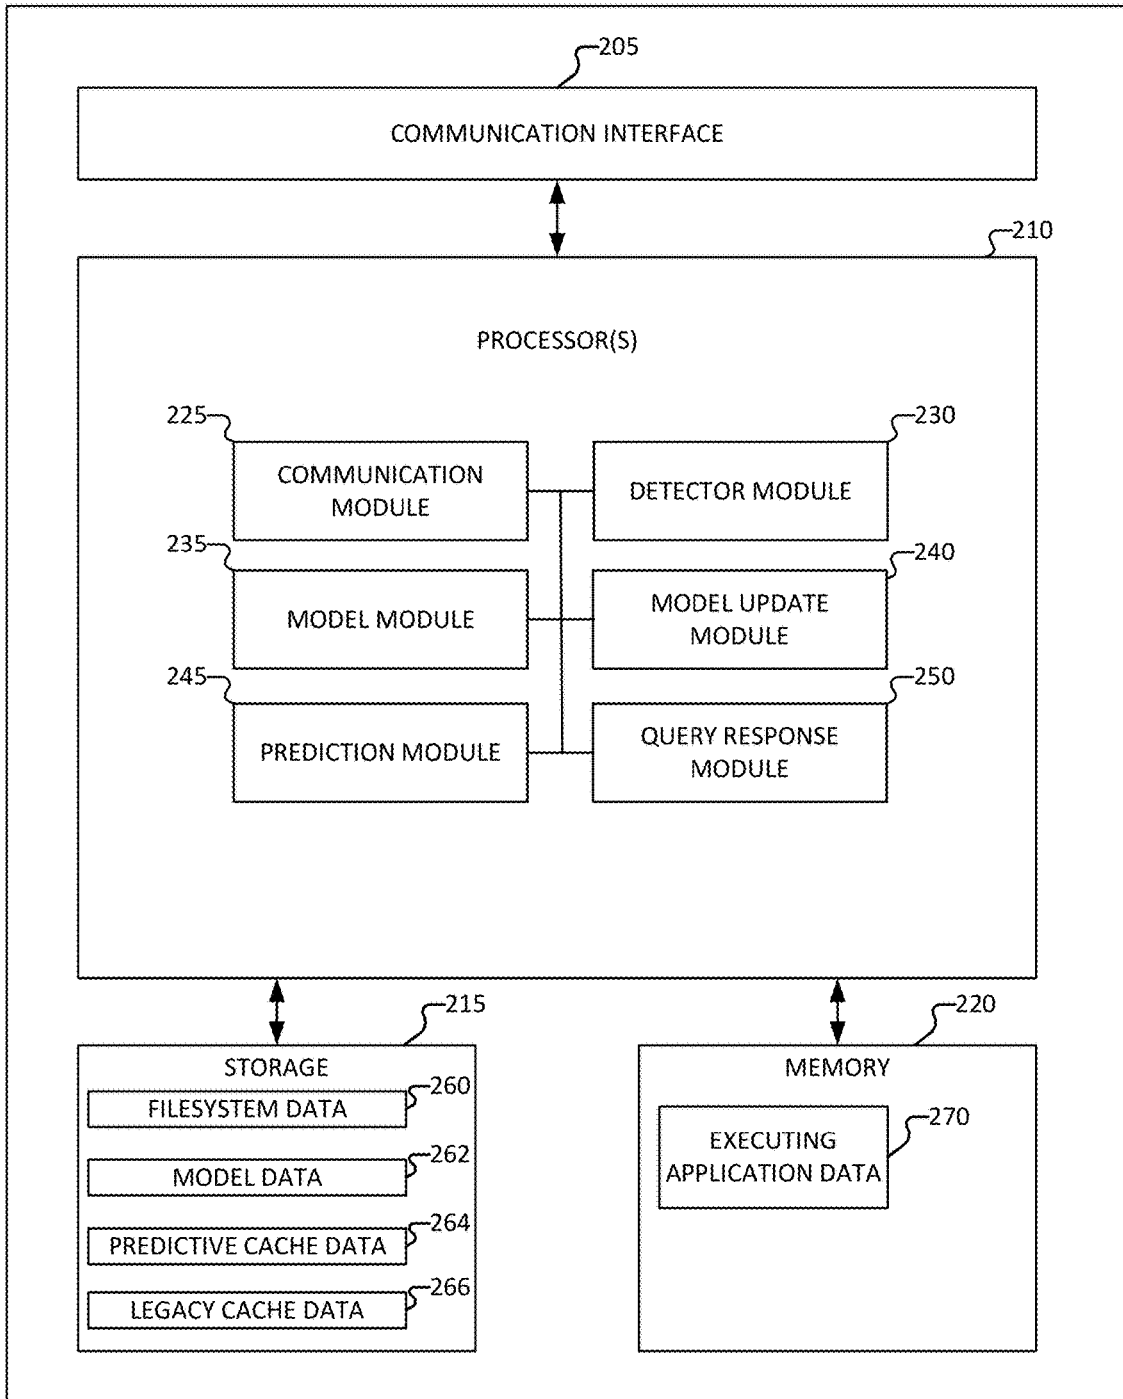 205
COMMUNICATION INTERFACE
210
PROCESSOR(S)
225
230
COMMUNICATION
MODULE
DETECTOR MODULE
235
240
MODEL MODULE
MODEL UPDATE
MODULE
245
250
PREDICTION MODULE
QUERY RESPONSE
MODULE
215
STORAGE
260
FILESYSTEM DATA
262
MODEL DATA
264
PREDICTIVE CACHE DATA
266
LEGACY CACHE DATA
220
MEMORY
270
EXECUTING
APPLICATION DATA